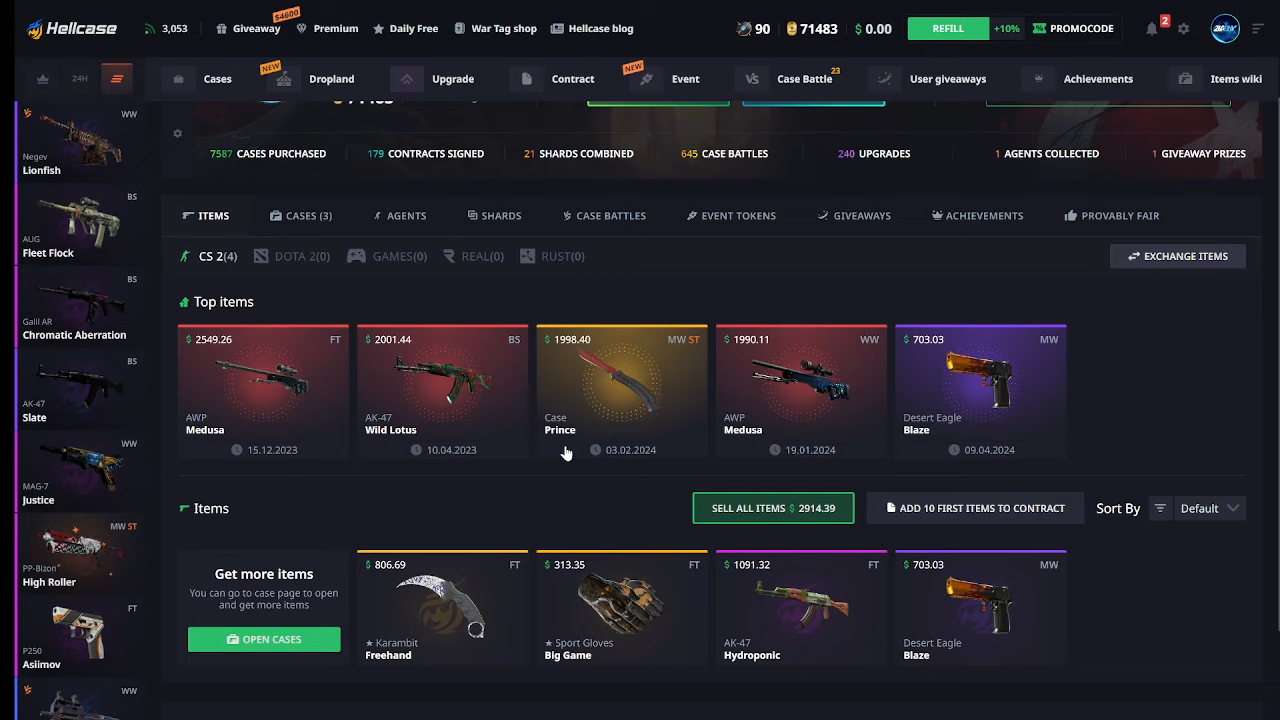 $4600
Hellcase
3,053
Giveaway
Premium
Daily Free
War Tag shop
Hellcase blog
90
71483
$ 0.00
REFILL
+10%
PROMOCODE
2
24H
Cases
NEW
Dropland
Upgrade
Contract
NEW
Event
VS
Case Battle
23
User giveaways
Achievements
Items wiki
7587 CASES PURCHASED
179 CONTRACTS SIGNED
21 SHARDS COMBINED
645 CASE BATTLES
240 UPGRADES
1 AGENTS COLLECTED
1 GIVEAWAY PRIZES
WW
Negev
Lionfish
BS
AUG
Fleet Flock
BS
Galil AR
Chromatic Aberration
BS
AK-47
Slate
WW
MAG-7
Justice
MW ST
PP-Bizon
High Roller
FT
P250
Asiimov
WW
ITEMS
CASES (3)
AGENTS
SHARDS
CASE BATTLES
EVENT TOKENS
GIVEAWAYS
ACHIEVEMENTS
PROVABLY FAIR
CS 2(4)
DOTA 2(0)
GAMES(0)
REAL(0)
RUST(0)
EXCHANGE ITEMS
Top items
$ 2549.26
FT
AWP
Medusa
15.12.2023
$ 2001.44
BS
AK-47
Wild Lotus
10.04.2023
$ 1998.40
MW ST
Case
Prince
03.02.2024
$ 1990.11
WW
AWP
Medusa
19.01.2024
$ 703.03
MW
Desert Eagle
Blaze
09.04.2024
Items
SELL ALL ITEMS $ 2914.39
ADD 10 FIRST ITEMS TO CONTRACT
Sort By
Default
Get more items
You can go to case page to open
and get more items
OPEN CASES
$ 806.69
FT
★ Karambit
Freehand
$ 313.35
FT
★ Sport Gloves
Big Game
$ 1091.32
FT
AK-47
Hydroponic
$ 703.03
MW
Desert Eagle
Blaze